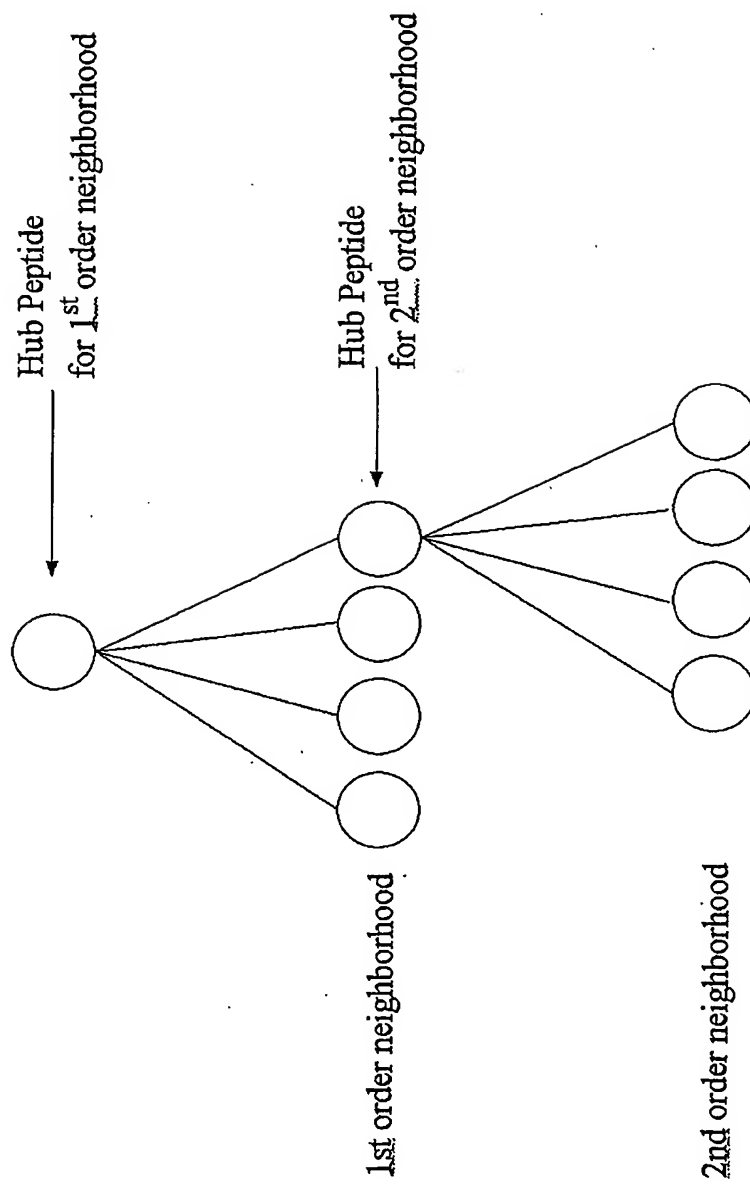 Hub Peptide
for 1st order neighborhood
Hub Peptide
for 2nd order neighborhood
1st order neighborhood
2nd order neighborhood